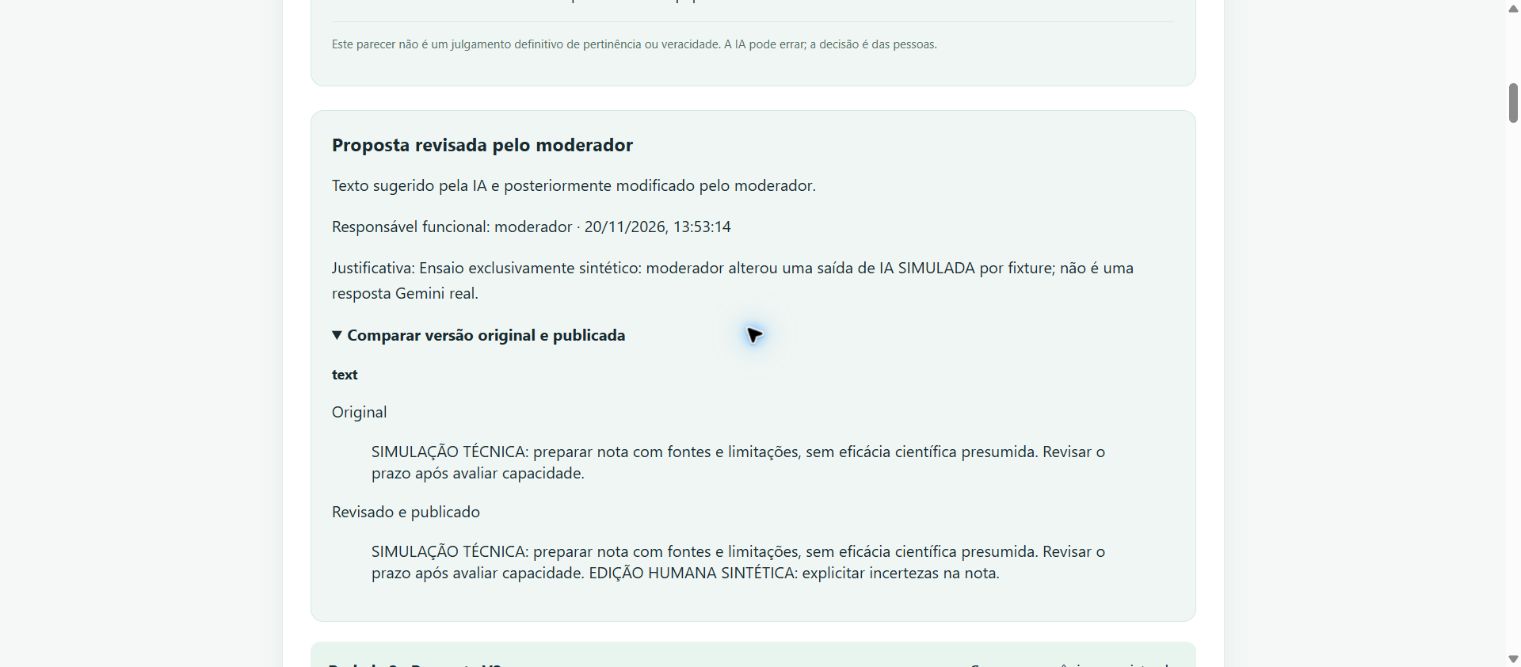 Este parecer não é um julgamento definitivo de pertinência ou veracidade. A IA pode errar; a decisão é das pessoas.
Proposta revisada pelo moderador
Texto sugerido pela IA e posteriormente modificado pelo moderador.
Responsável funcional: moderador · 20/11/2026, 13:53:14
Justificativa: Ensaio exclusivamente sintético: moderador alterou uma saída de IA SIMULADA por fixture; não é uma
resposta Gemini real.
▼ Comparar versão original e publicada
text
Original
SIMULAÇÃO TÉCNICA: preparar nota com fontes e limitações, sem eficácia científica presumida. Revisar o
prazo após avaliar capacidade.
Revisado e publicado
SIMULAÇÃO TÉCNICA: preparar nota com fontes e limitações, sem eficácia científica presumida. Revisar o
prazo após avaliar capacidade. EDIÇÃO HUMANA SINTÉTICA: explicitar incertezas na nota.